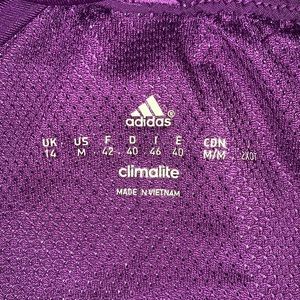 adidas
UK US F D I E CDN
14 M 42 40 46 40 M/M
climalite
MADE IN VIETNAM